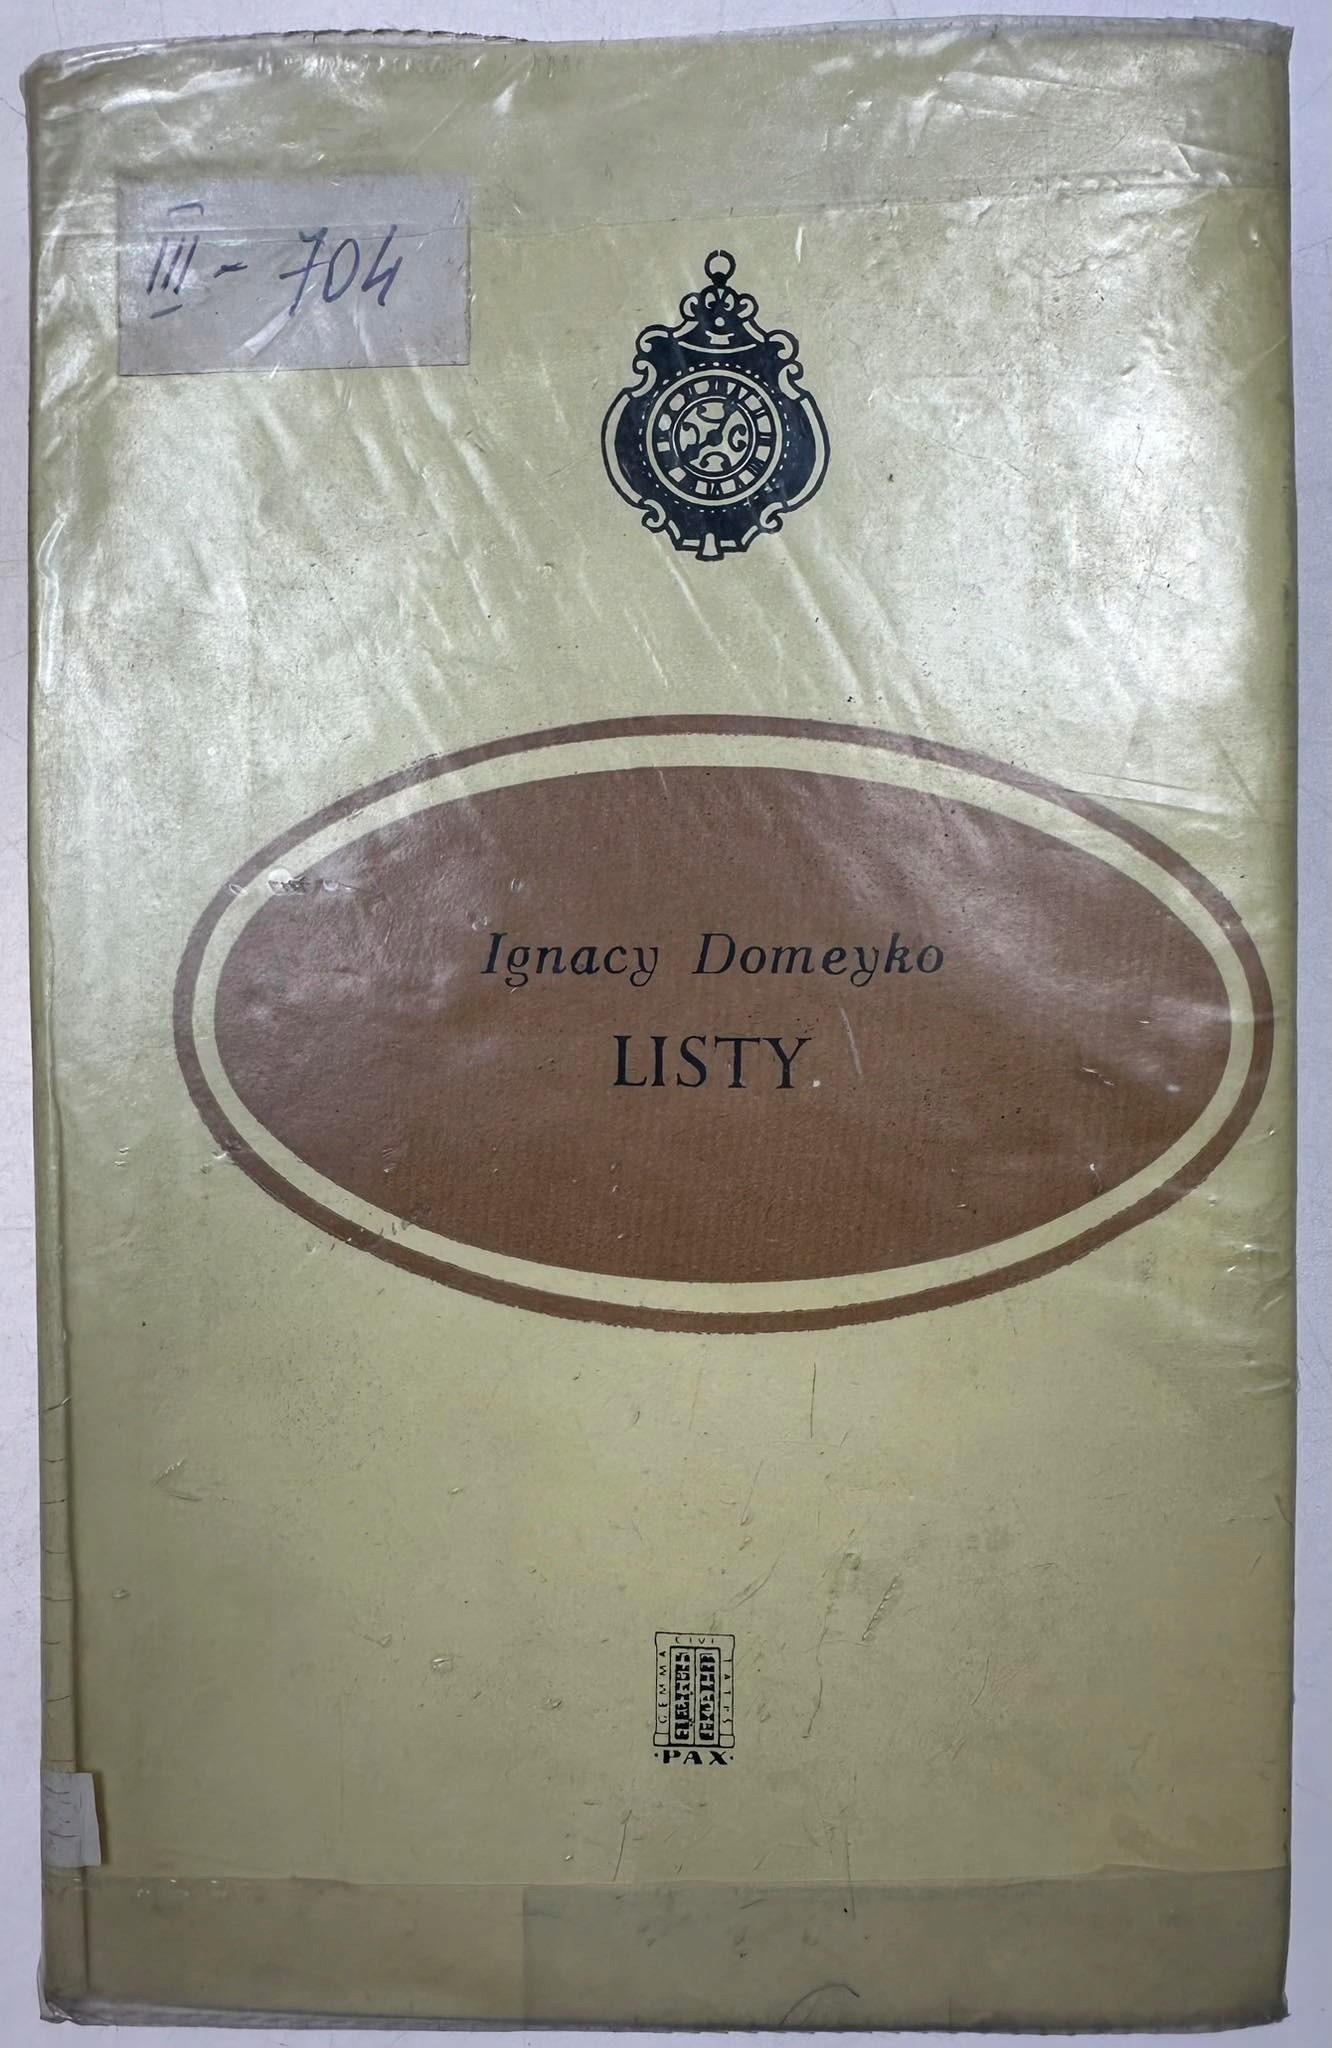 III - 704
Ignacy Domeyko
LISTY
GEMMA CIVITATIS
·PAX·